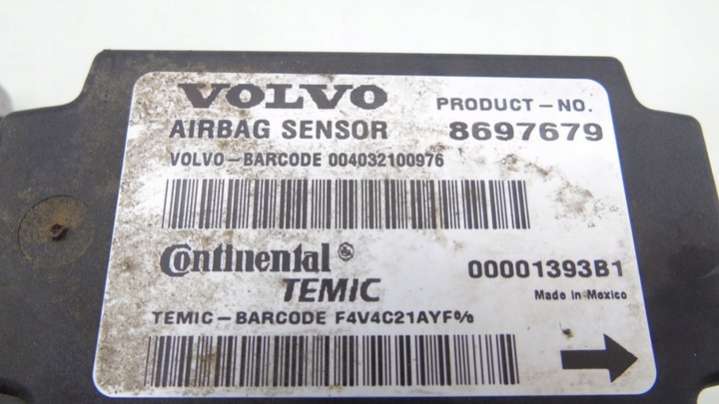 VOLVO PRODUCT-NO.
AIRBAG SENSOR 8697679
VOLVO-BARCODE 004032100976
Continental 00001393B1
TEMIC Made in Mexico
TEMIC-BARCODE F4V4C21AYF%